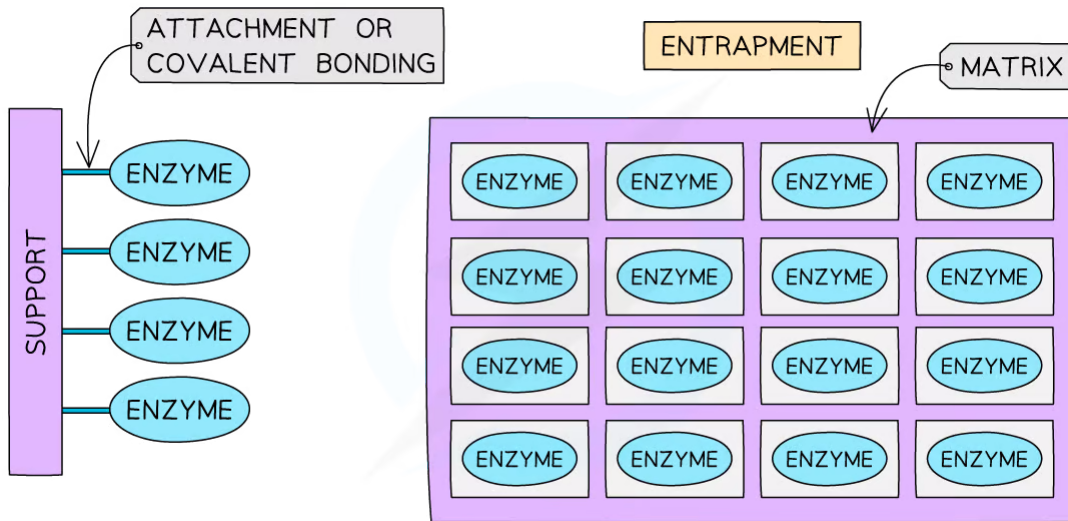 ATTACHMENT OR
COVALENT BONDING
SUPPORT
ENZYME
ENZYME
ENZYME
ENZYME
ENTRAPMENT
MATRIX
ENZYME ENZYME ENZYME ENZYME
ENZYME ENZYME ENZYME ENZYME
ENZYME ENZYME ENZYME ENZYME
ENZYME ENZYME ENZYME ENZYME